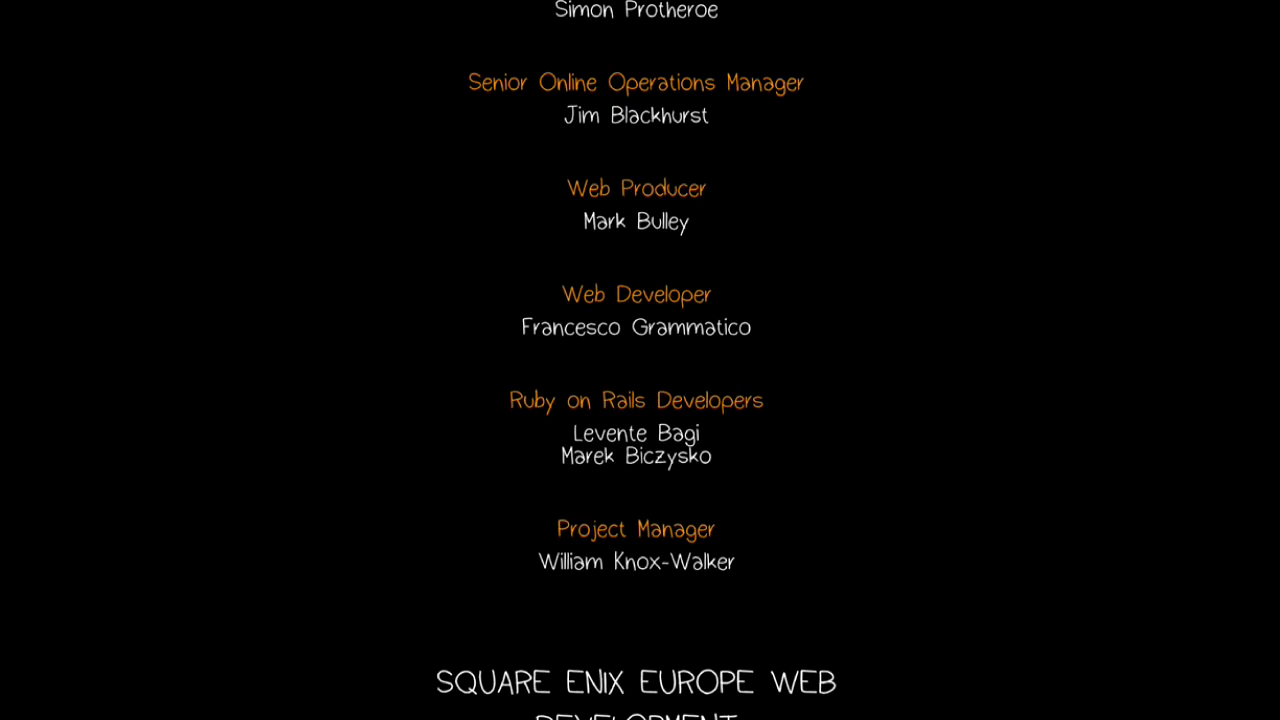 Simon Protheroe
Senior Online Operations Manager
Jim Blackhurst
Web Producer
Mark Bulley
Web Developer
Francesco Grammatico
Ruby on Rails Developers
Levente Bagi
Marek Biczysko
Project Manager
William Knox-Walker
SQUARE ENIX EUROPE WEB
DEVELOPMENT